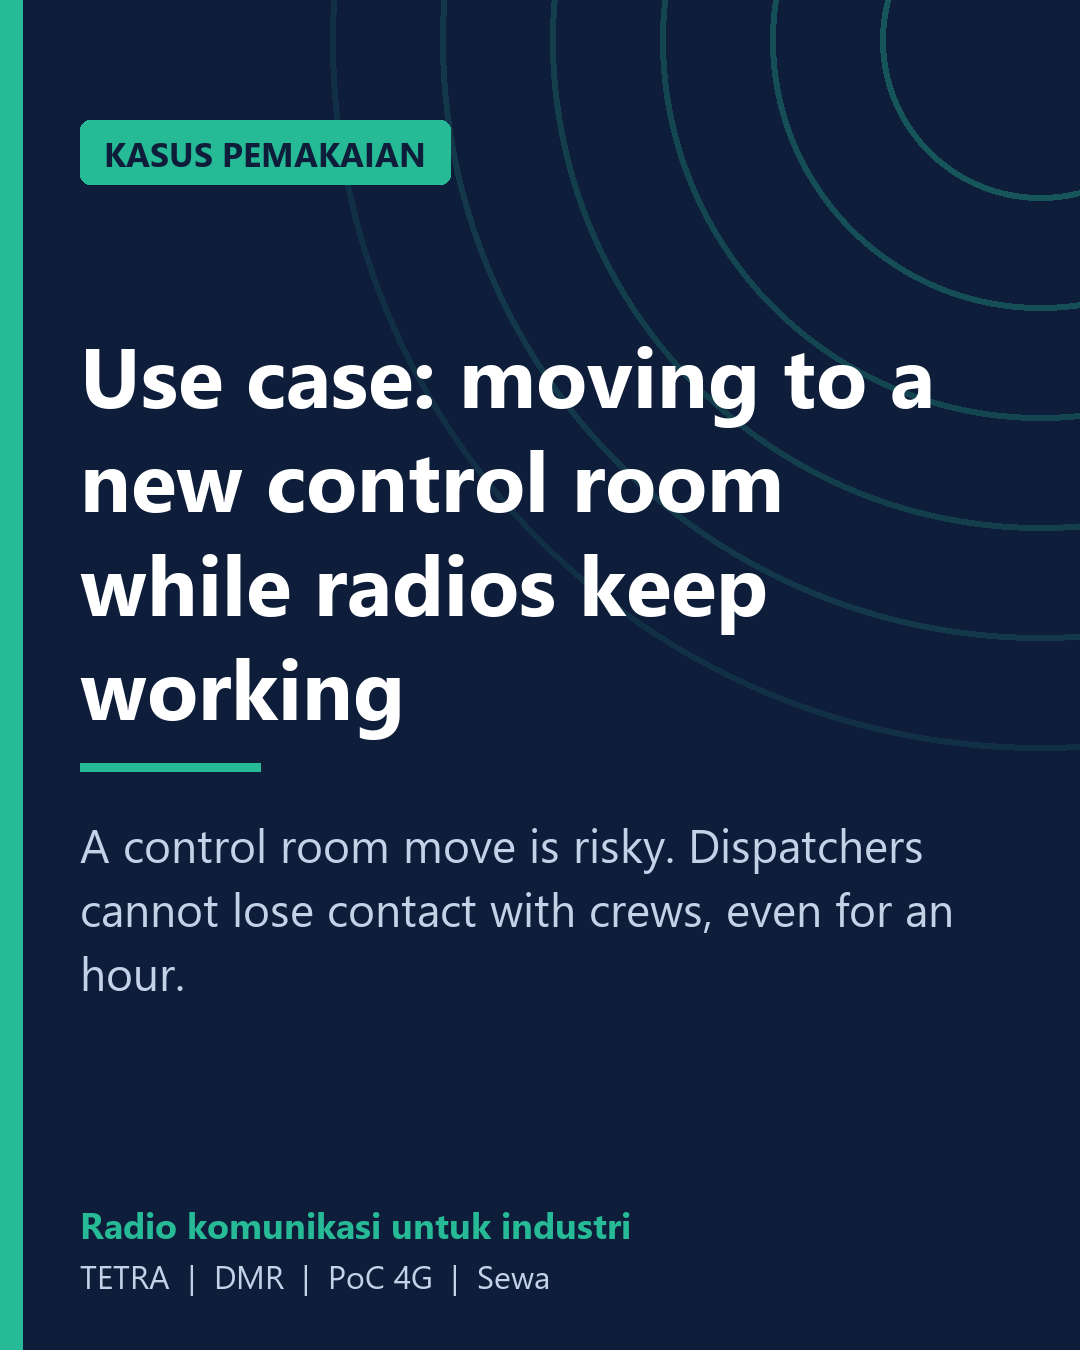 KASUS PEMAKAIAN
Use case: moving to a
new control room
while radios keep
working
A control room move is risky. Dispatchers
cannot lose contact with crews, even for an
hour.
Radio komunikasi untuk industri
TETRA | DMR | PoC 4G | Sewa